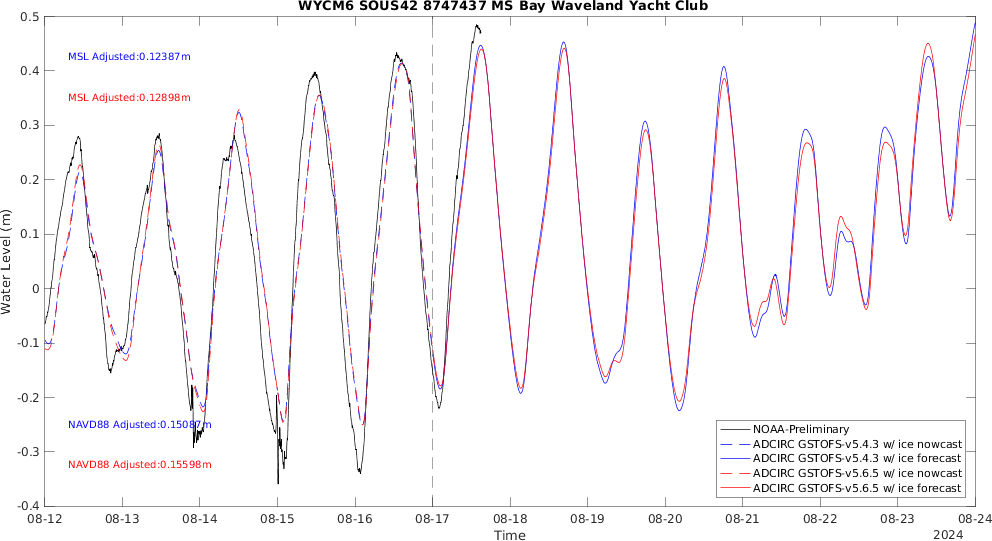 WYCM6 SOUS42 8747437 MS Bay Waveland Yacht Club
0.5
0.4
0.3
0.2
0.1
0
-0.1
-0.2
-0.3
-0.4
Water Level (m)
MSL Adjusted:0.12387m
MSL Adjusted:0.12898m
NAVD88 Adjusted:0.15087m
NAVD88 Adjusted:0.15598m
NOAA-Preliminary
ADCIRC GSTOFS-v5.4.3 w/ ice nowcast
ADCIRC GSTOFS-v5.4.3 w/ ice forecast
ADCIRC GSTOFS-v5.6.5 w/ ice nowcast
ADCIRC GSTOFS-v5.6.5 w/ ice forecast
08-12 08-13 08-14 08-15 08-16 08-17 08-18 08-19 08-20 08-21 08-22 08-23 08-24
Time
2024